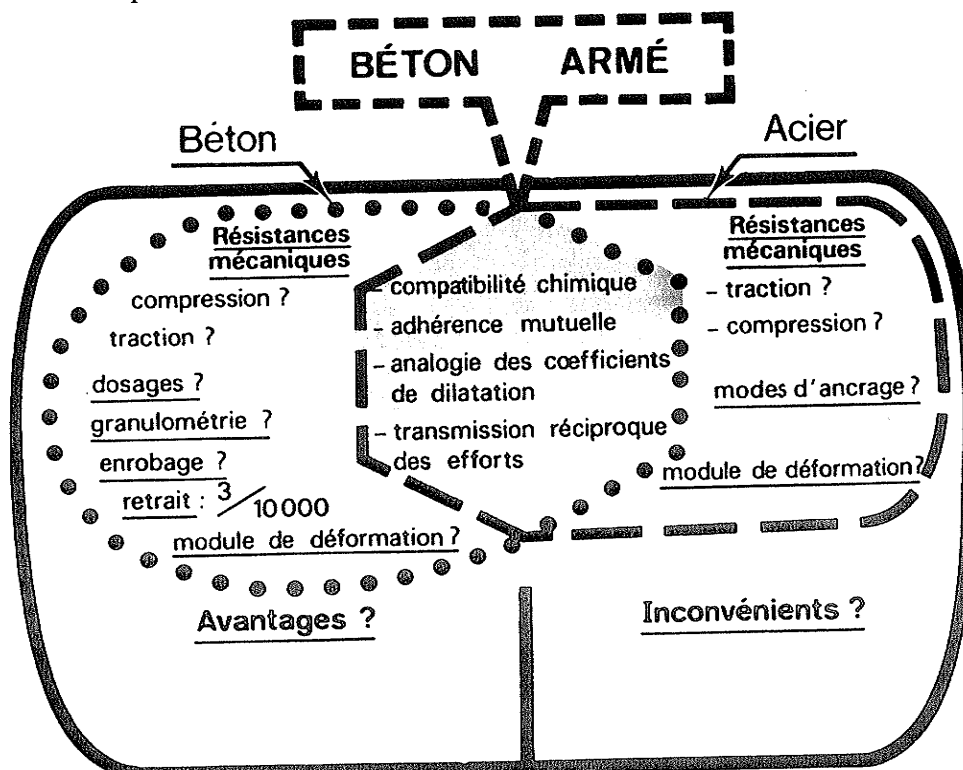 BÉTON ARMÉ
Béton
Acier
Résistances
mécaniques
compression ?
traction ?
dosages ?
granulométrie ?
enrobage ?
retrait : 3/10000
module de déformation ?
- compatibilité chimique
- adhérence mutuelle
- analogie des cœfficients
de dilatation
- transmission réciproque
des efforts
Résistances
mécaniques
- traction ?
- compression ?
modes d'ancrage ?
module de déformation ?
Avantages ?
Inconvénients ?